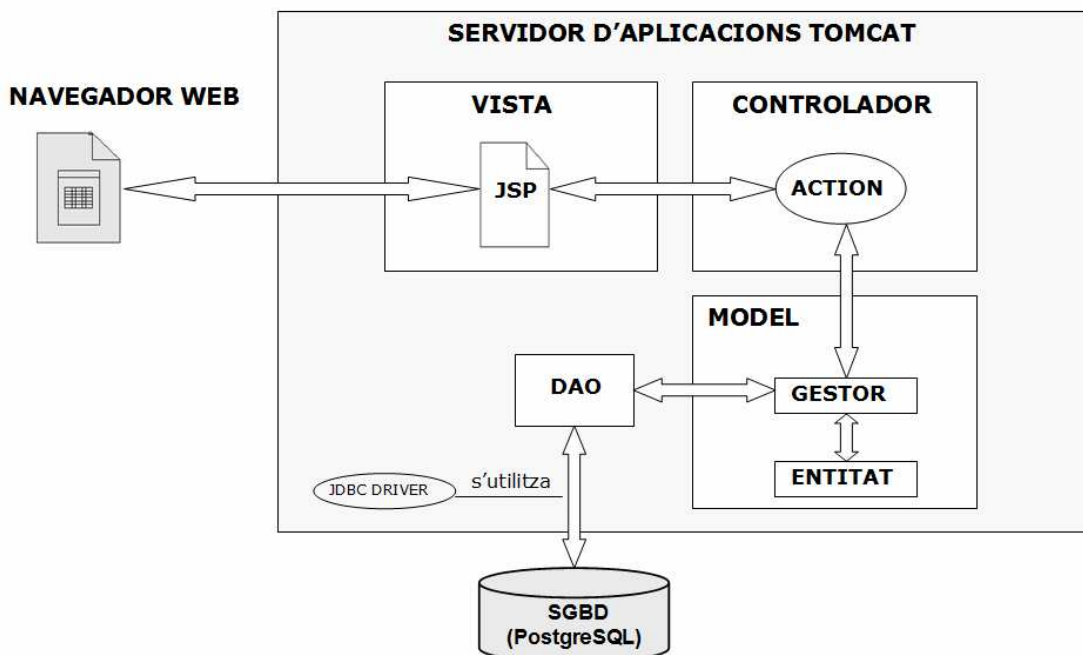 SERVIDOR D'APLICACIONS TOMCAT
NAVEGADOR WEB
VISTA
CONTROLADOR
JSP
ACTION
MODEL
DAO
GESTOR
ENTITAT
JDBC DRIVER
s'utilitza
SGBD
(PostgreSQL)